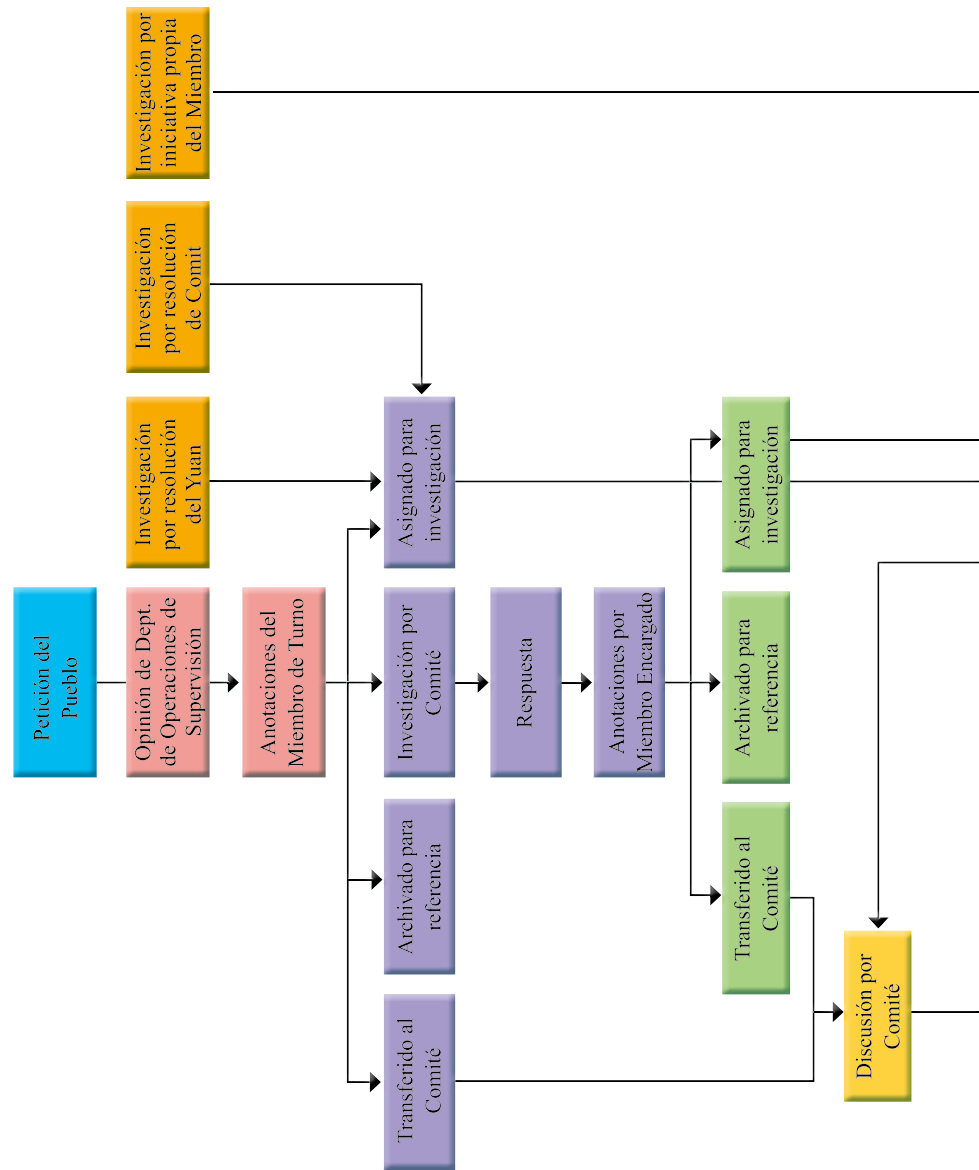 Petición del
Pueblo
Opinión de Dept.
de Operaciones de
Supervisión
Investigación
por resolución
del Yuan
Investigación
por resolución
de Comit
Investigación por
iniciativa propia
del Miembro
Anotaciones del
Miembro de Turno
Transferido al
Comité
Archivado para
referencia
Investigación por
Comité
Asignado para
investigación
Respuesta
Anotaciones por
Miembro Encargado
Transferido al
Comité
Archivado para
referencia
Asignado para
investigación
Discusión por
Comité